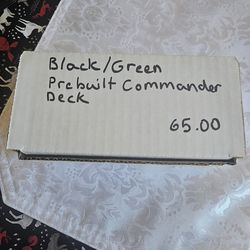 Black/Green
Prebuilt Commander
Deck
65.00